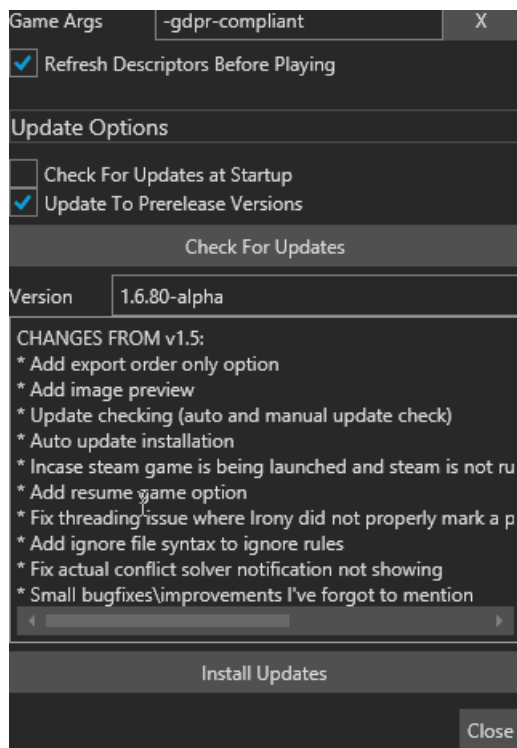 Game Args -gdpr-compliant X
Refresh Descriptors Before Playing
Update Options
Check For Updates at Startup
Update To Prerelease Versions
Check For Updates
Version 1.6.80-alpha
CHANGES FROM v1.5:
* Add export order only option
* Add image preview
* Update checking (auto and manual update check)
* Auto update installation
* Incase steam game is being launched and steam is not ru
* Add resume game option
* Fix threading issue where Irony did not properly mark a p
* Add ignore file syntax to ignore rules
* Fix actual conflict solver notification not showing
* Small bugfixes\improvements I've forgot to mention
Install Updates
Close